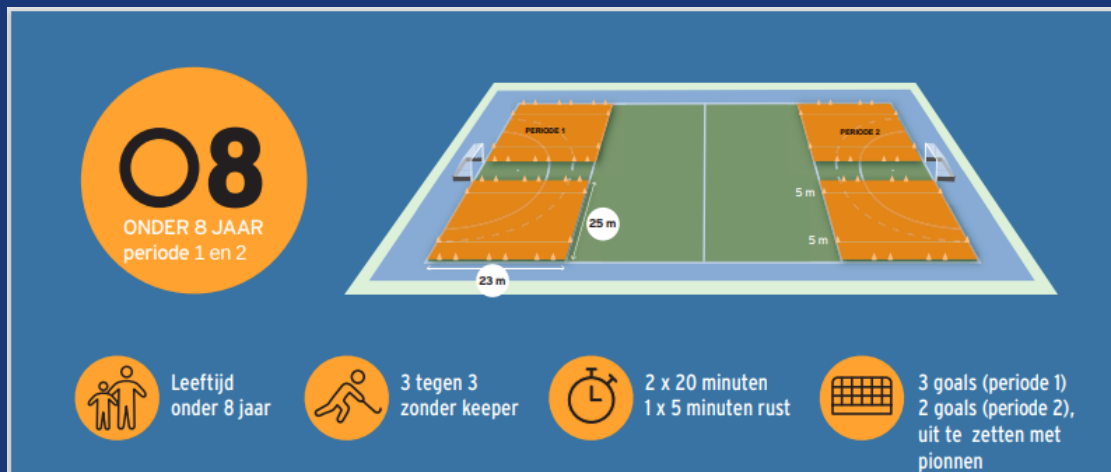 O8
ONDER 8 JAAR
periode 1 en 2
PERIODE 1
PERIODE 2
5 m
25 m
5 m
23 m
Leeftijd
onder 8 jaar
3 tegen 3
zonder keeper
2 x 20 minuten
1 x 5 minuten rust
3 goals (periode 1)
2 goals (periode 2),
uit te zetten met
pionnen